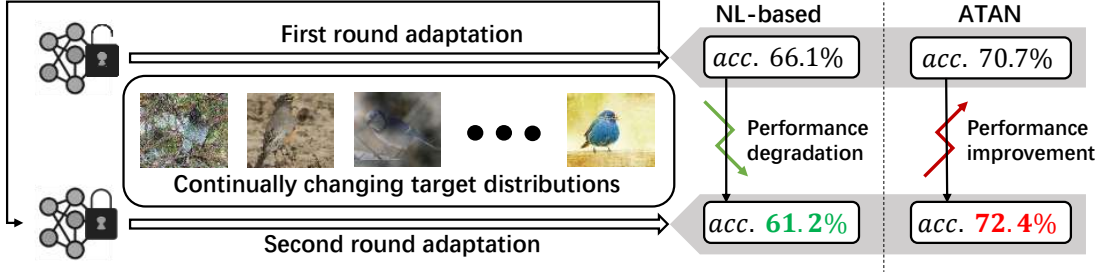 NL-based
ATAN
First round adaptation
acc. 66.1%
acc. 70.7%
Performance
degradation
Performance
improvement
Continually changing target distributions
Second round adaptation
acc. 61.2%
acc. 72.4%